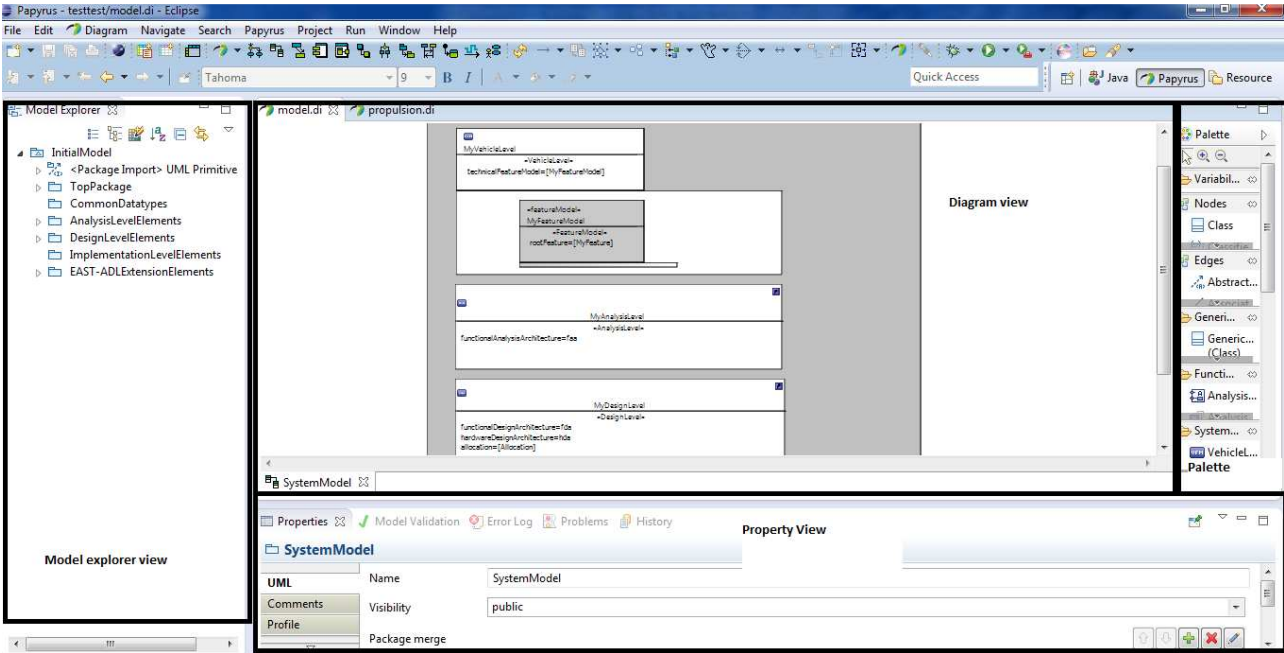 Papyrus - testtest/model.di - Eclipse
File Edit Diagram Navigate Search Papyrus Project Run Window Help
Tahoma 9 B I Quick Access Java Papyrus Resource
Model Explorer
InitialModel
<Package Import> UML Primitive
TopPackage
CommonDatatypes
AnalysisLevelElements
DesignLevelElements
ImplementationLevelElements
EAST-ADLExtensionElements
Model explorer view
model.di propulsion.di
MyVehicleLevel
«VehicleLevel»
technicalFeatureModel=[MyFeatureModel]
«featureModel»
MyFeatureModel
«FeatureModel»
rootFeature=[MyFeature]
MyAnalysisLevel
«AnalysisLevel»
functionalAnalysisArchitecture=faa
MyDesignLevel
«DesignLevel»
functionalDesignArchitecture=fda
hardwareDesignArchitecture=hda
allocation=[Allocation]
Diagram view
SystemModel
Palette
Variabil...
Nodes
Class
Edges
Abstract...
Generi...
Generic...
(Class)
Functi...
Analysis...
System...
VehicleL...
Palette
Properties Model Validation Error Log Problems History
Property View
SystemModel
UML
Comments
Profile
Name SystemModel
Visibility public
Package merge